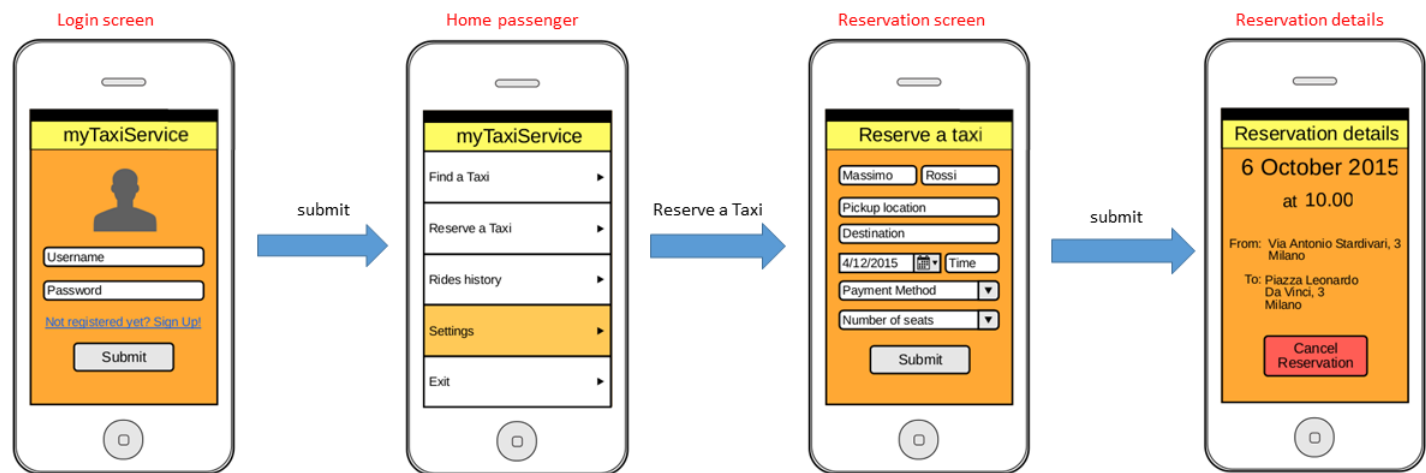 Login screen
myTaxiService
Username
Password
Not registered yet? Sign Up!
Submit
submit
Home passenger
myTaxiService
Find a Taxi
Reserve a Taxi
Rides history
Settings
Exit
Reserve a Taxi
Reservation screen
Reserve a taxi
Massimo Rossi
Pickup location
Destination
4/12/2015 Time
Payment Method
Number of seats
Submit
submit
Reservation details
Reservation details
6 October 2015
at 10.00
From: Via Antonio Stardivari, 3
Milano
To: Piazza Leonardo
Da Vinci, 3
Milano
Cancel
Reservation